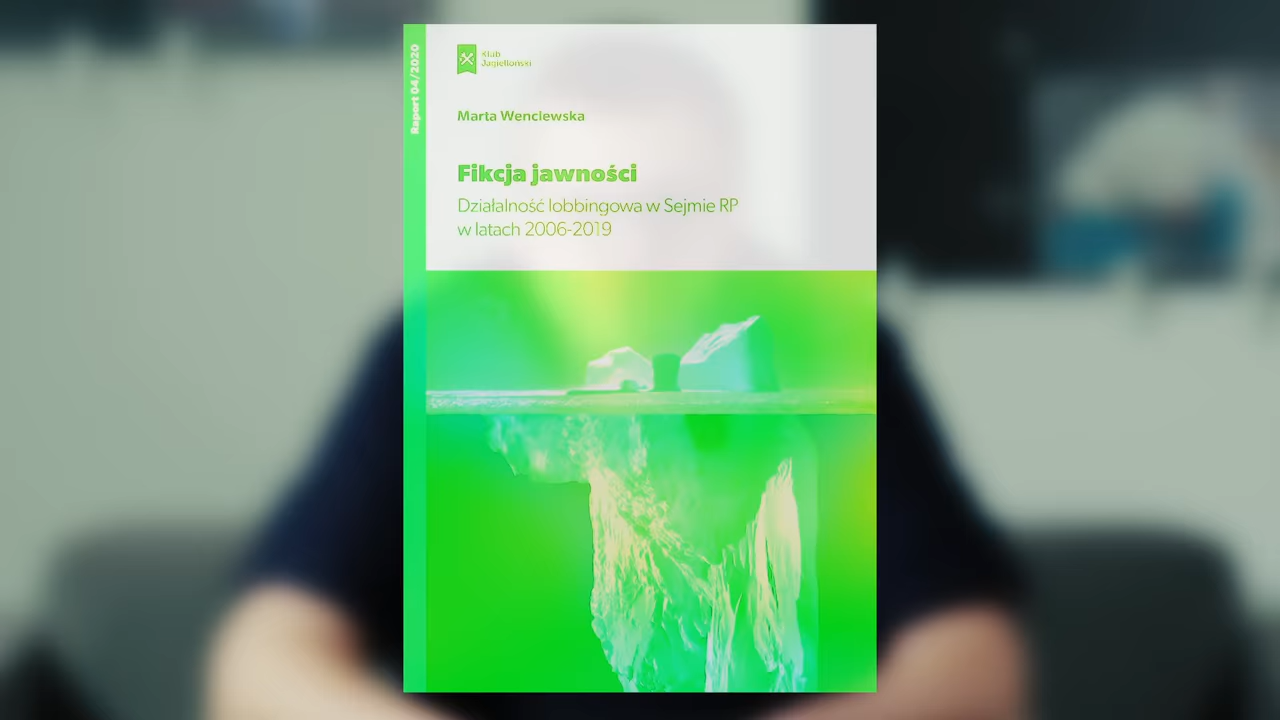 Raport 04/2020
Klub
Jagielloński
Marta Wenclewska
Fikcja jawności
Działalność lobbingowa w Sejmie RP
w latach 2006-2019